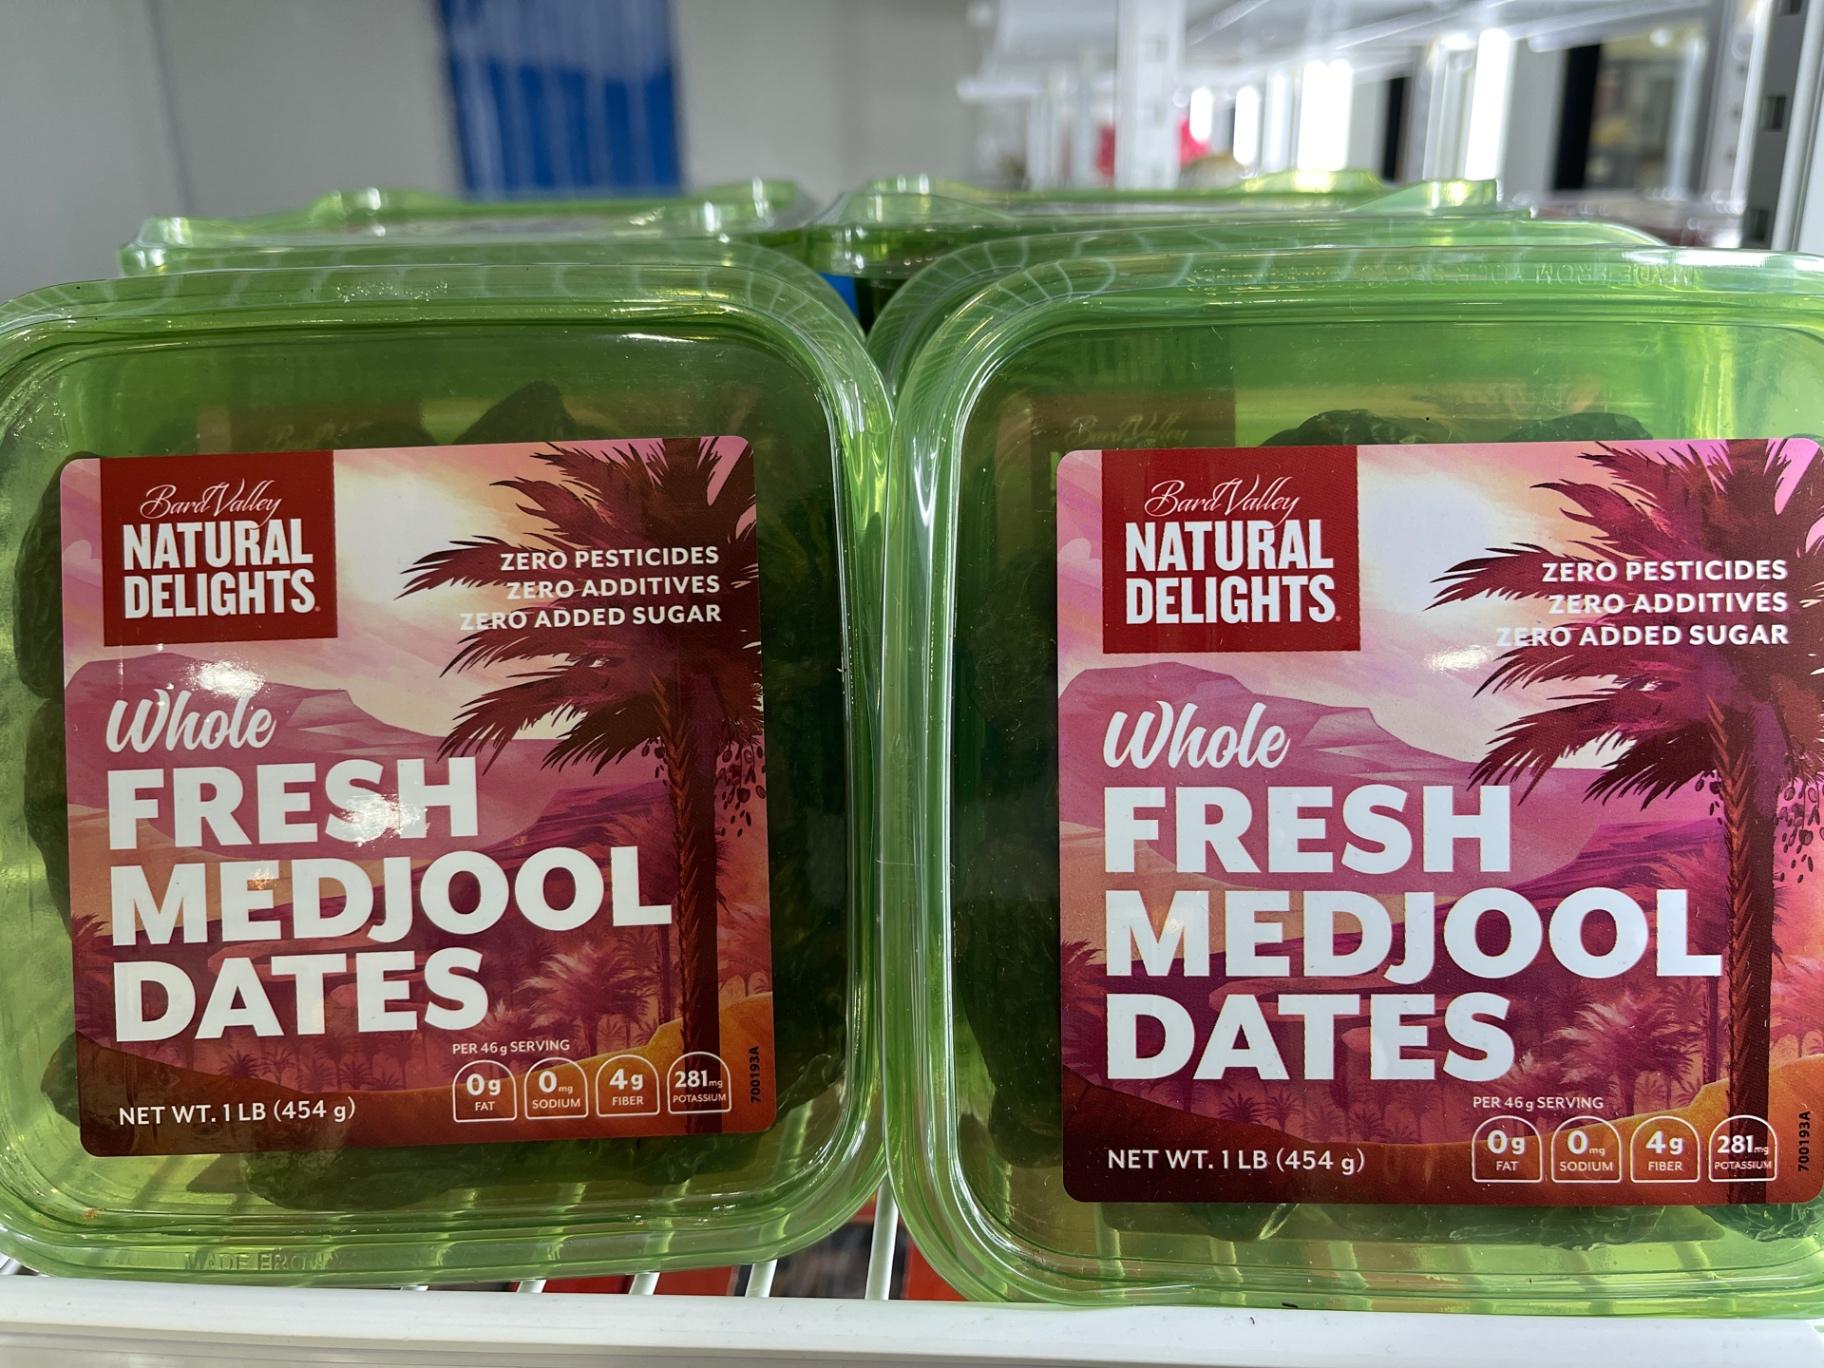 Bard Valley
NATURAL
DELIGHTS
ZERO PESTICIDES
ZERO ADDITIVES
ZERO ADDED SUGAR
Whole
FRESH
MEDJOOL
DATES
PER 46g SERVING
0g FAT
0mg SODIUM
4g FIBER
281mg POTASSIUM
NET WT. 1 LB (454 g)
700193A
MADE FROM
Bard Valley
NATURAL
DELIGHTS
ZERO PESTICIDES
ZERO ADDITIVES
ZERO ADDED SUGAR
Whole
FRESH
MEDJOOL
DATES
PER 46g SERVING
0g FAT
0mg SODIUM
4g FIBER
281mg POTASSIUM
NET WT. 1 LB (454 g)
700193A